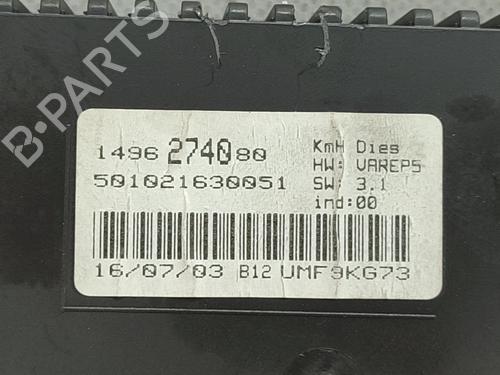 B-PARTS
1496 2740 80
501021630051
KmH Dies
HW: VAREP5
SW: 3.1
ind:00
16/07/03 B12 UMF9KG73